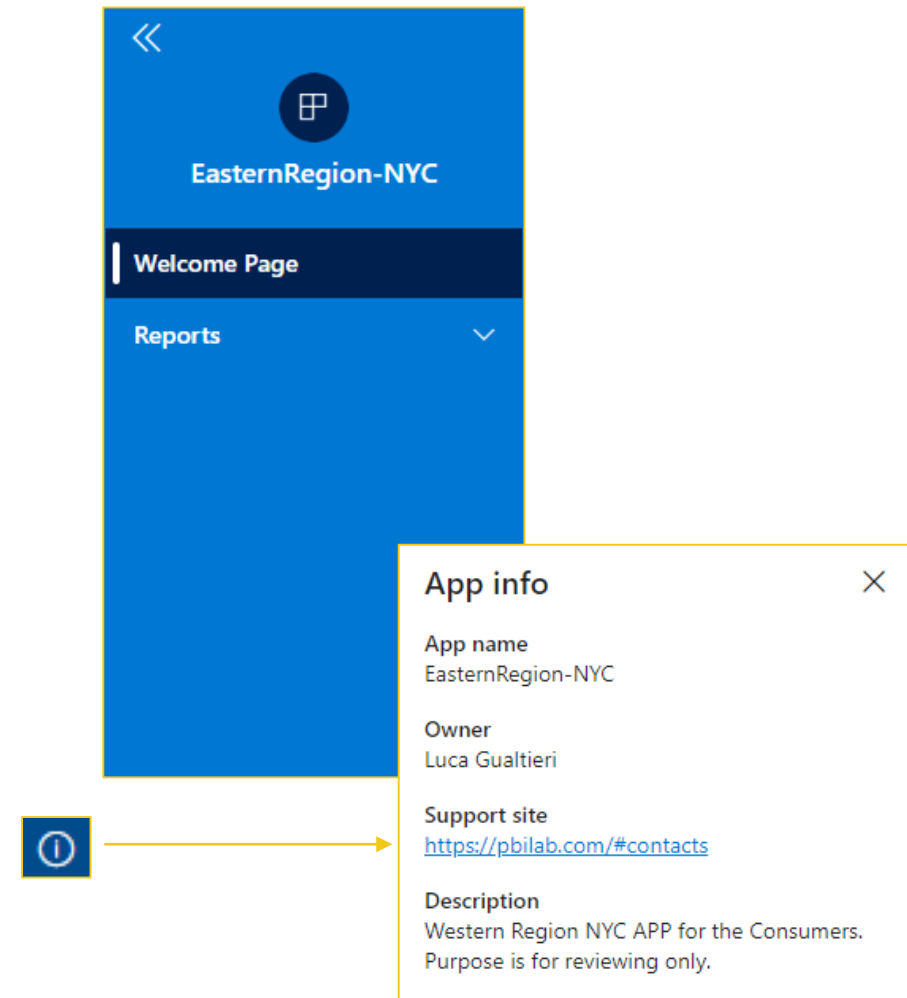 EasternRegion-NYC
Welcome Page
Reports
App info
App name
EasternRegion-NYC
Owner
Luca Gualtieri
Support site
https://pbilab.com/#contacts
Description
Western Region NYC APP for the Consumers.
Purpose is for reviewing only.